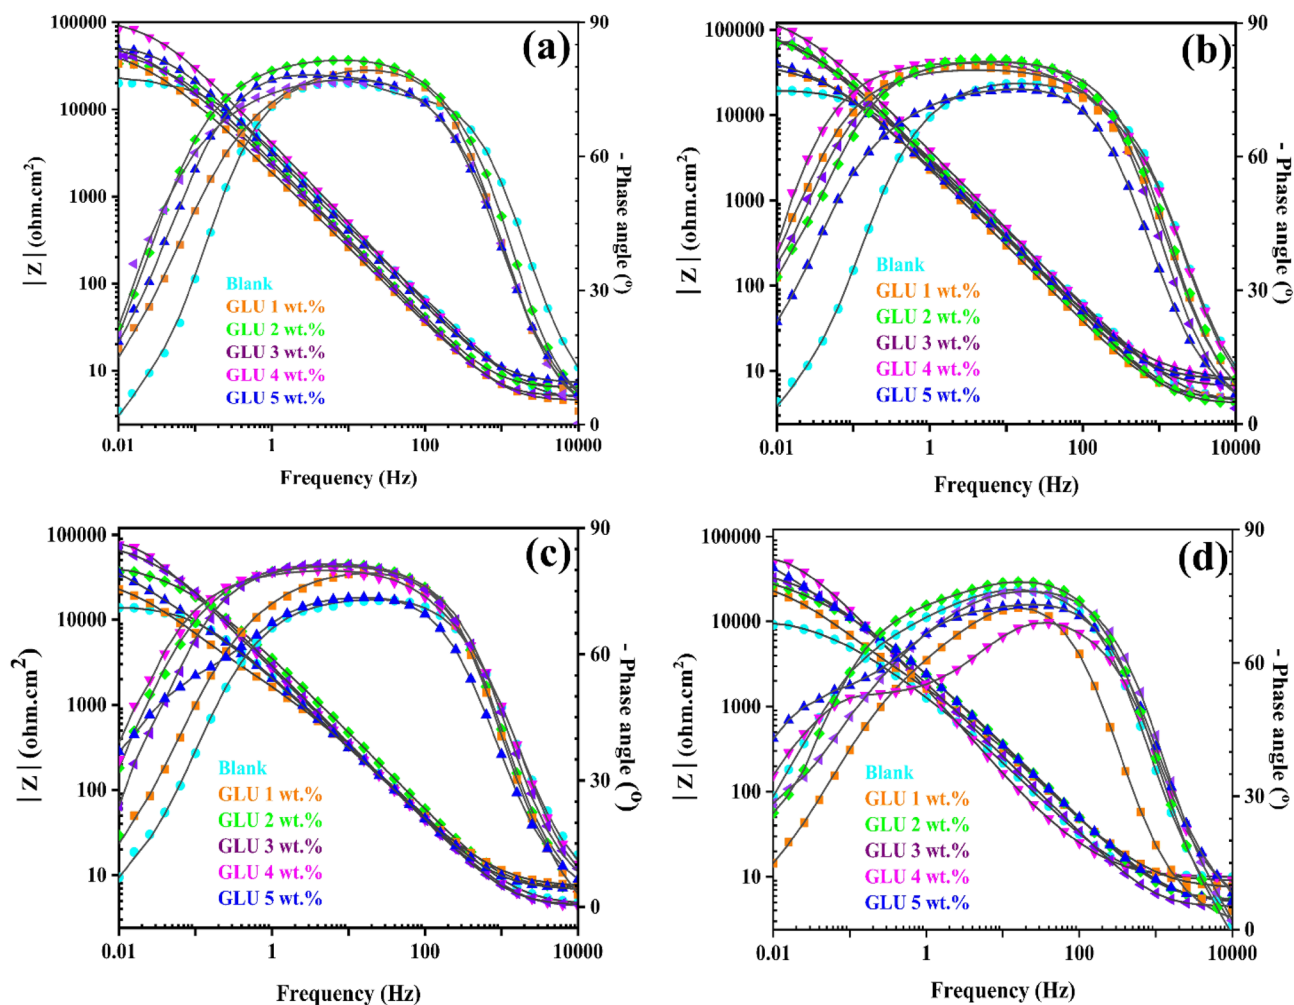 (a)
100000
10000
1000
100
10
| Z | (ohm.cm²)
90
60
30
0
- Phase angle (º)
Blank
GLU 1 wt.%
GLU 2 wt.%
GLU 3 wt.%
GLU 4 wt.%
GLU 5 wt.%
0.01
1
100
10000
Frequency (Hz)
(b)
100000
10000
1000
100
10
| Z | (ohm.cm²)
90
60
30
0
- Phase angle (º)
Blank
GLU 1 wt.%
GLU 2 wt.%
GLU 3 wt.%
GLU 4 wt.%
GLU 5 wt.%
0.01
1
100
10000
Frequency (Hz)
(c)
100000
10000
1000
100
10
| Z | (ohm.cm²)
90
60
30
0
- Phase angle (º)
Blank
GLU 1 wt.%
GLU 2 wt.%
GLU 3 wt.%
GLU 4 wt.%
GLU 5 wt.%
0.01
1
100
10000
Frequency (Hz)
(d)
100000
10000
1000
100
10
| Z | (ohm.cm²)
90
60
30
0
- Phase angle (º)
Blank
GLU 1 wt.%
GLU 2 wt.%
GLU 3 wt.%
GLU 4 wt.%
GLU 5 wt.%
0.01
1
100
10000
Frequency (Hz)